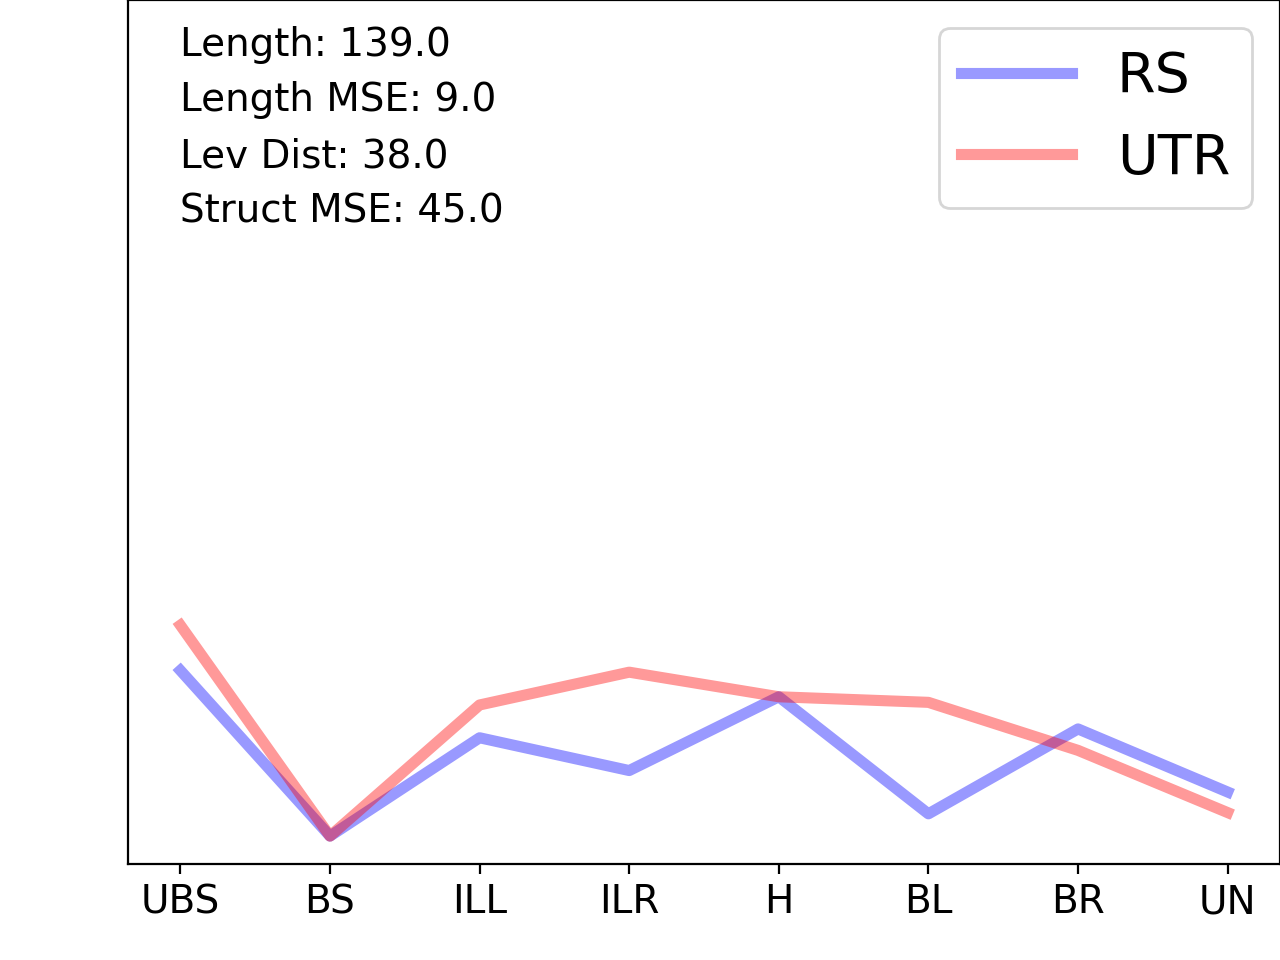 Length: 139.0
Length MSE: 9.0
Lev Dist: 38.0
Struct MSE: 45.0
RS
UTR
UBS BS ILL ILR H BL BR UN